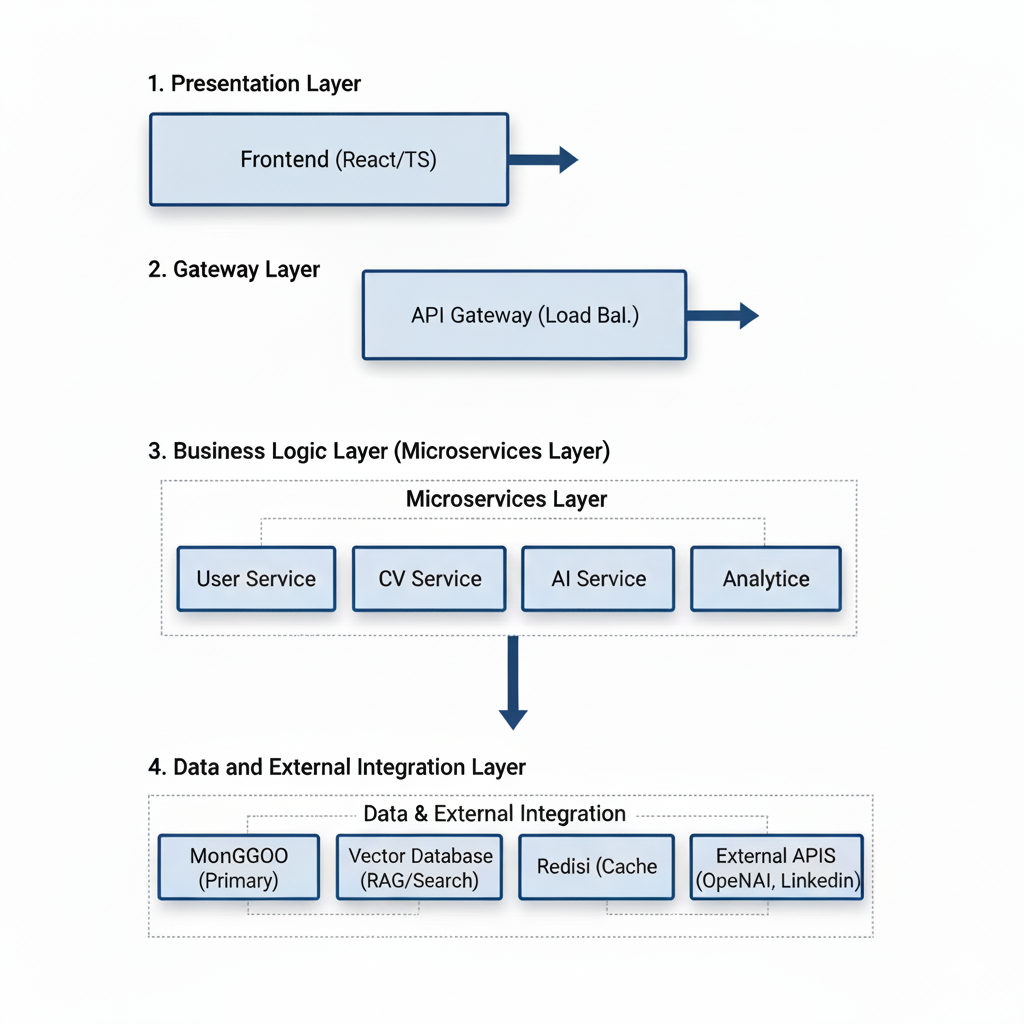 1. Presentation Layer
Frontend (React/TS)
2. Gateway Layer
API Gateway (Load Bal.)
3. Business Logic Layer (Microservices Layer)
Microservices Layer
User Service
CV Service
AI Service
Analytice
4. Data and External Integration Layer
Data & External Integration
MonGGOO
(Primary)
Vector Database
(RAG/Search)
Redisi (Cache
External APIS
(OpeNAI, Linkedin)